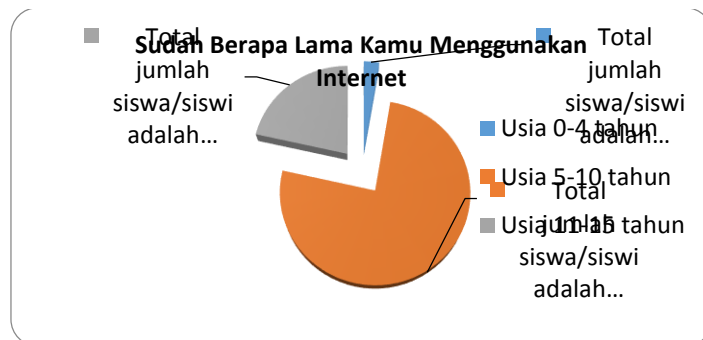 Sudah Berapa Lama Kamu Menggunakan
Internet
Total
jumlah
siswa/siswi
adalah...
Total
jumlah
siswa/siswi
adalah...
Usia 0-4 tahun
Usia 5-10 tahun
Usia 11-15 tahun
Total
jumlah
siswa/siswi
adalah...